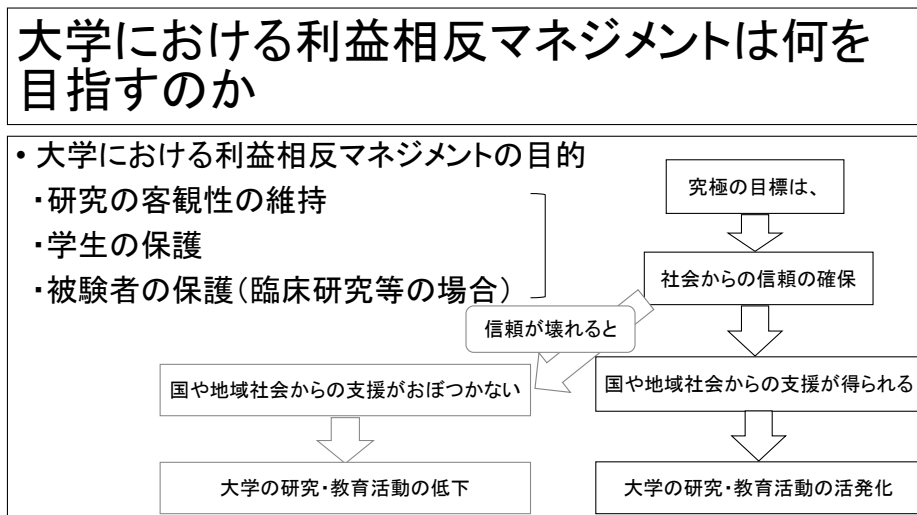 大学における利益相反マネジメントは何を
目指すのか
• 大学における利益相反マネジメントの目的
・研究の客観性の維持
・学生の保護
・被験者の保護（臨床研究等の場合）
究極の目標は、
社会からの信頼の確保
信頼が壊れると
国や地域社会からの支援がおぼつかない
国や地域社会からの支援が得られる
大学の研究・教育活動の低下
大学の研究・教育活動の活発化